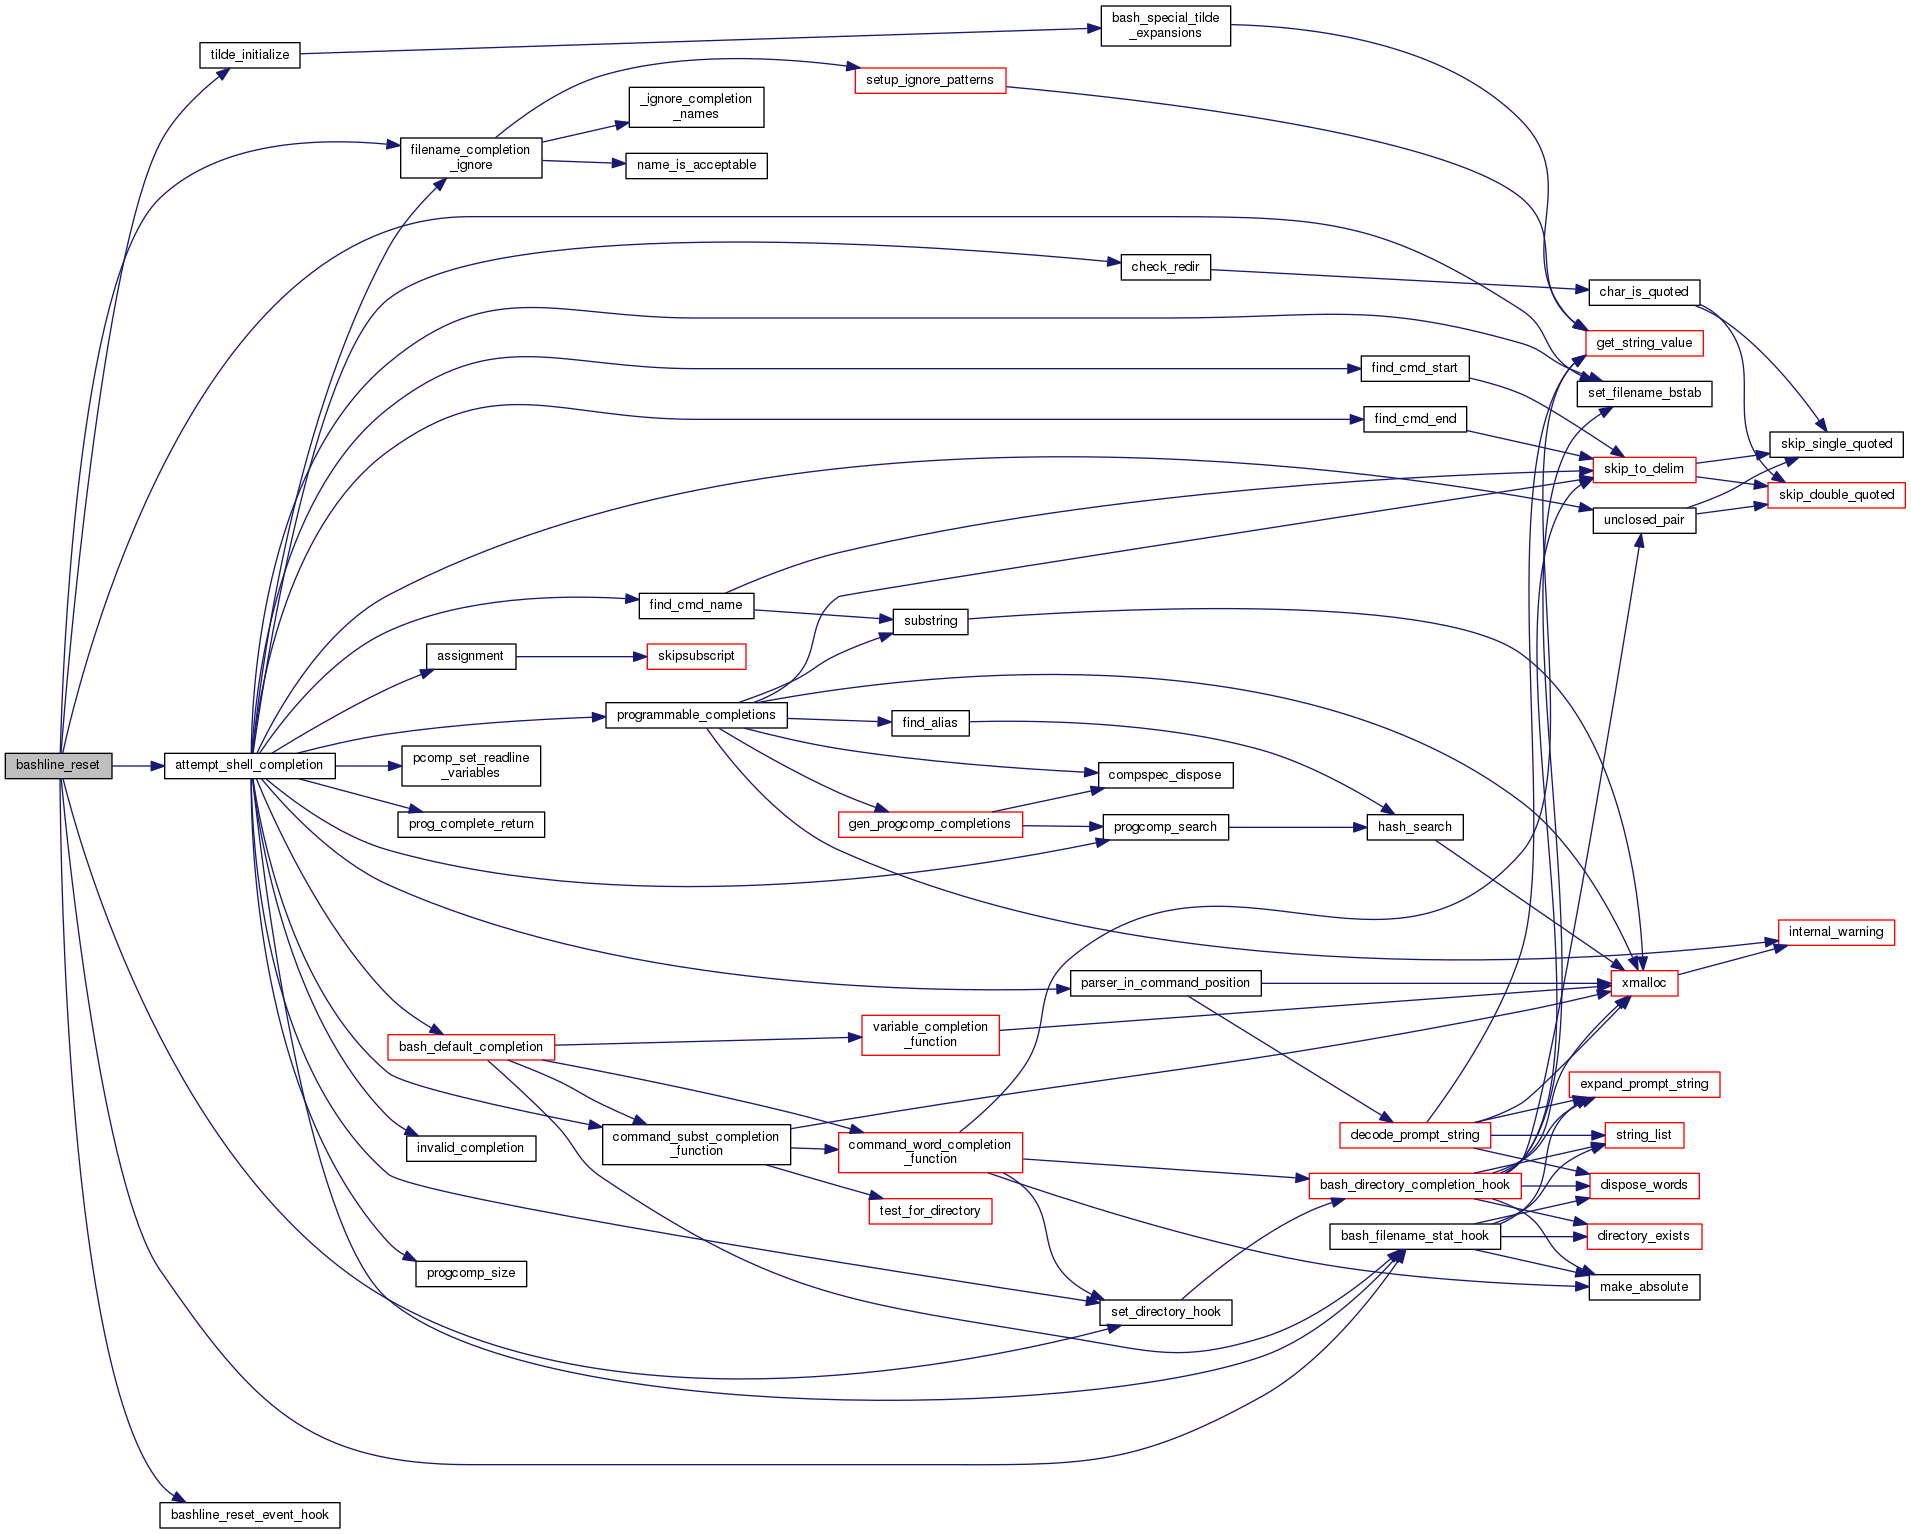 bash_special_tilde
_expansions
tilde_initialize
setup_ignore_patterns
_ignore_completion
_names
filename_completion
_ignore
name_is_acceptable
check_redir
char_is_quoted
get_string_value
find_cmd_start
set_filename_bstab
find_cmd_end
skip_single_quoted
skip_to_delim
skip_double_quoted
unclosed_pair
find_cmd_name
substring
assignment
skipsubscript
programmable_completions
find_alias
bashline_reset
attempt_shell_completion
pcomp_set_readline
_variables
compspec_dispose
prog_complete_return
gen_progcomp_completions
progcomp_search
hash_search
internal_warning
parser_in_command_position
xmalloc
variable_completion
_function
bash_default_completion
expand_prompt_string
command_subst_completion
_function
invalid_completion
command_word_completion
_function
decode_prompt_string
string_list
bash_directory_completion_hook
dispose_words
test_for_directory
bash_filename_stat_hook
directory_exists
progcomp_size
make_absolute
set_directory_hook
bashline_reset_event_hook